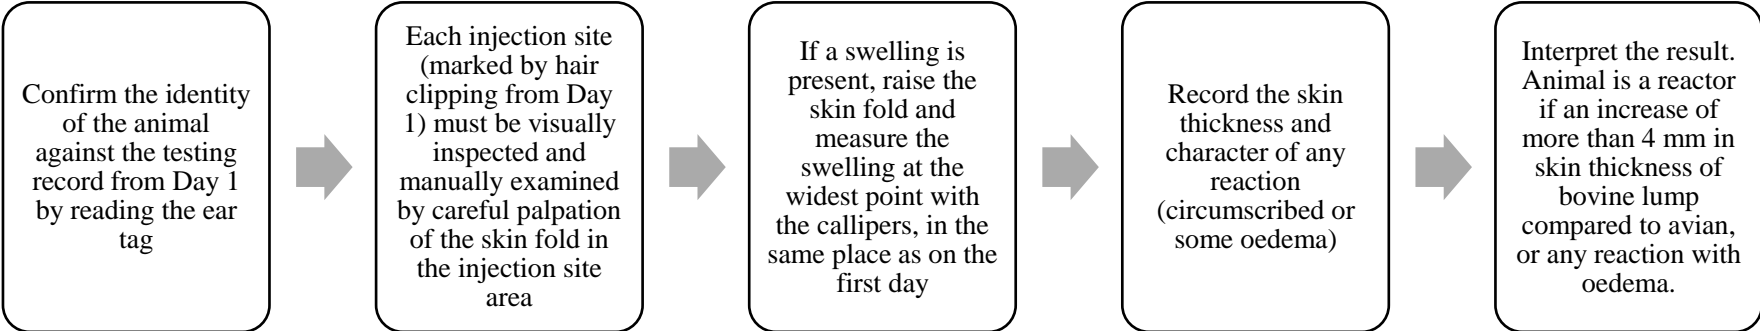 Confirm the identity
of the animal
against the testing
record from Day 1
by reading the ear
tag
Each injection site
(marked by hair
clipping from Day
1) must be visually
inspected and
manually examined
by careful palpation
of the skin fold in
the injection site
area
If a swelling is
present, raise the
skin fold and
measure the
swelling at the
widest point with
the callipers, in the
same place as on the
first day
Record the skin
thickness and
character of any
reaction
(circumscribed or
some oedema)
Interpret the result.
Animal is a reactor
if an increase of
more than 4 mm in
skin thickness of
bovine lump
compared to avian,
or any reaction with
oedema.